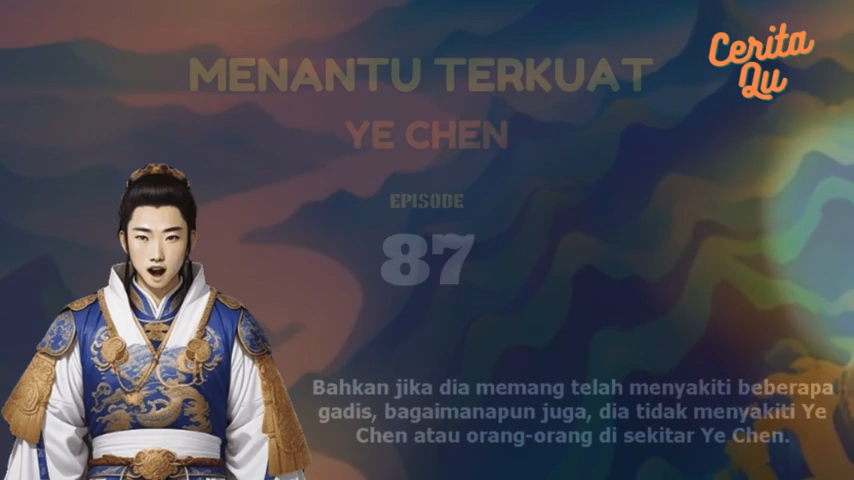 Cerita
Qu
MENANTU TERKUAT
YE CHEN
EPISODE
87
Bahkan jika dia memang telah menyakiti beberapa
gadis, bagaimanapun juga, dia tidak menyakiti Ye
Chen atau orang-orang di sekitar Ye Chen.